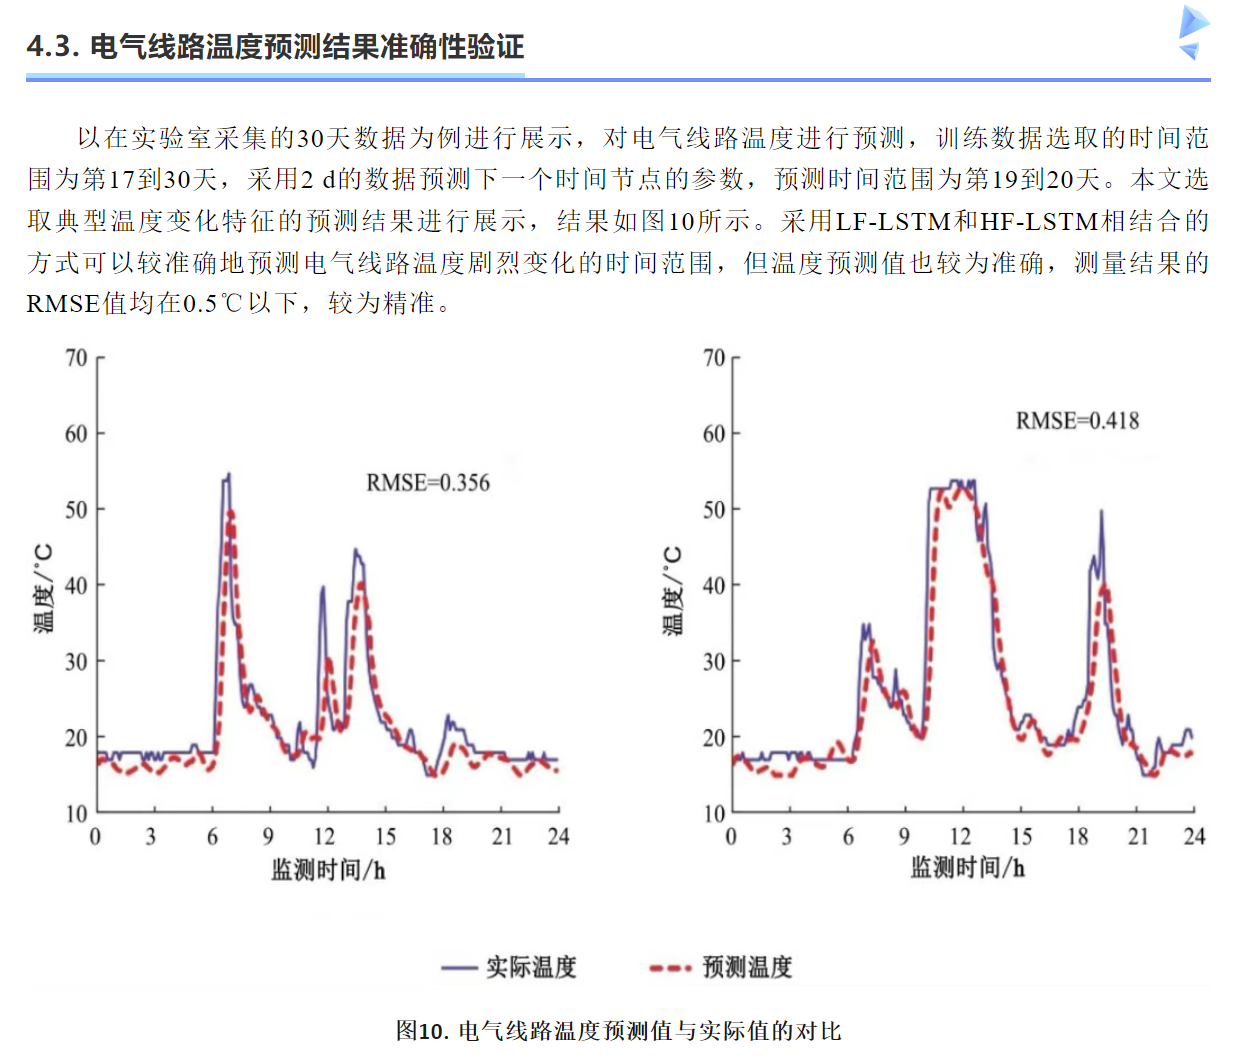 4.3. 电气线路温度预测结果准确性验证
以在实验室采集的30天数据为例进行展示，对电气线路温度进行预测，训练数据选取的时间范
围为第17到30天，采用2 d的数据预测下一个时间节点的参数，预测时间范围为第19到20天。本文选
取典型温度变化特征的预测结果进行展示，结果如图10所示。采用LF-LSTM和HF-LSTM相结合的
方式可以较准确地预测电气线路温度剧烈变化的时间范围，但温度预测值也较为准确，测量结果的
RMSE值均在0.5℃以下，较为精准。
70
60
50
40
30
20
10
温度/°C
RMSE=0.356
0 3 6 9 12 15 18 21 24
监测时间/h
70
60
50
40
30
20
10
温度/°C
RMSE=0.418
0 3 6 9 12 15 18 21 24
监测时间/h
实际温度 预测温度
图10. 电气线路温度预测值与实际值的对比